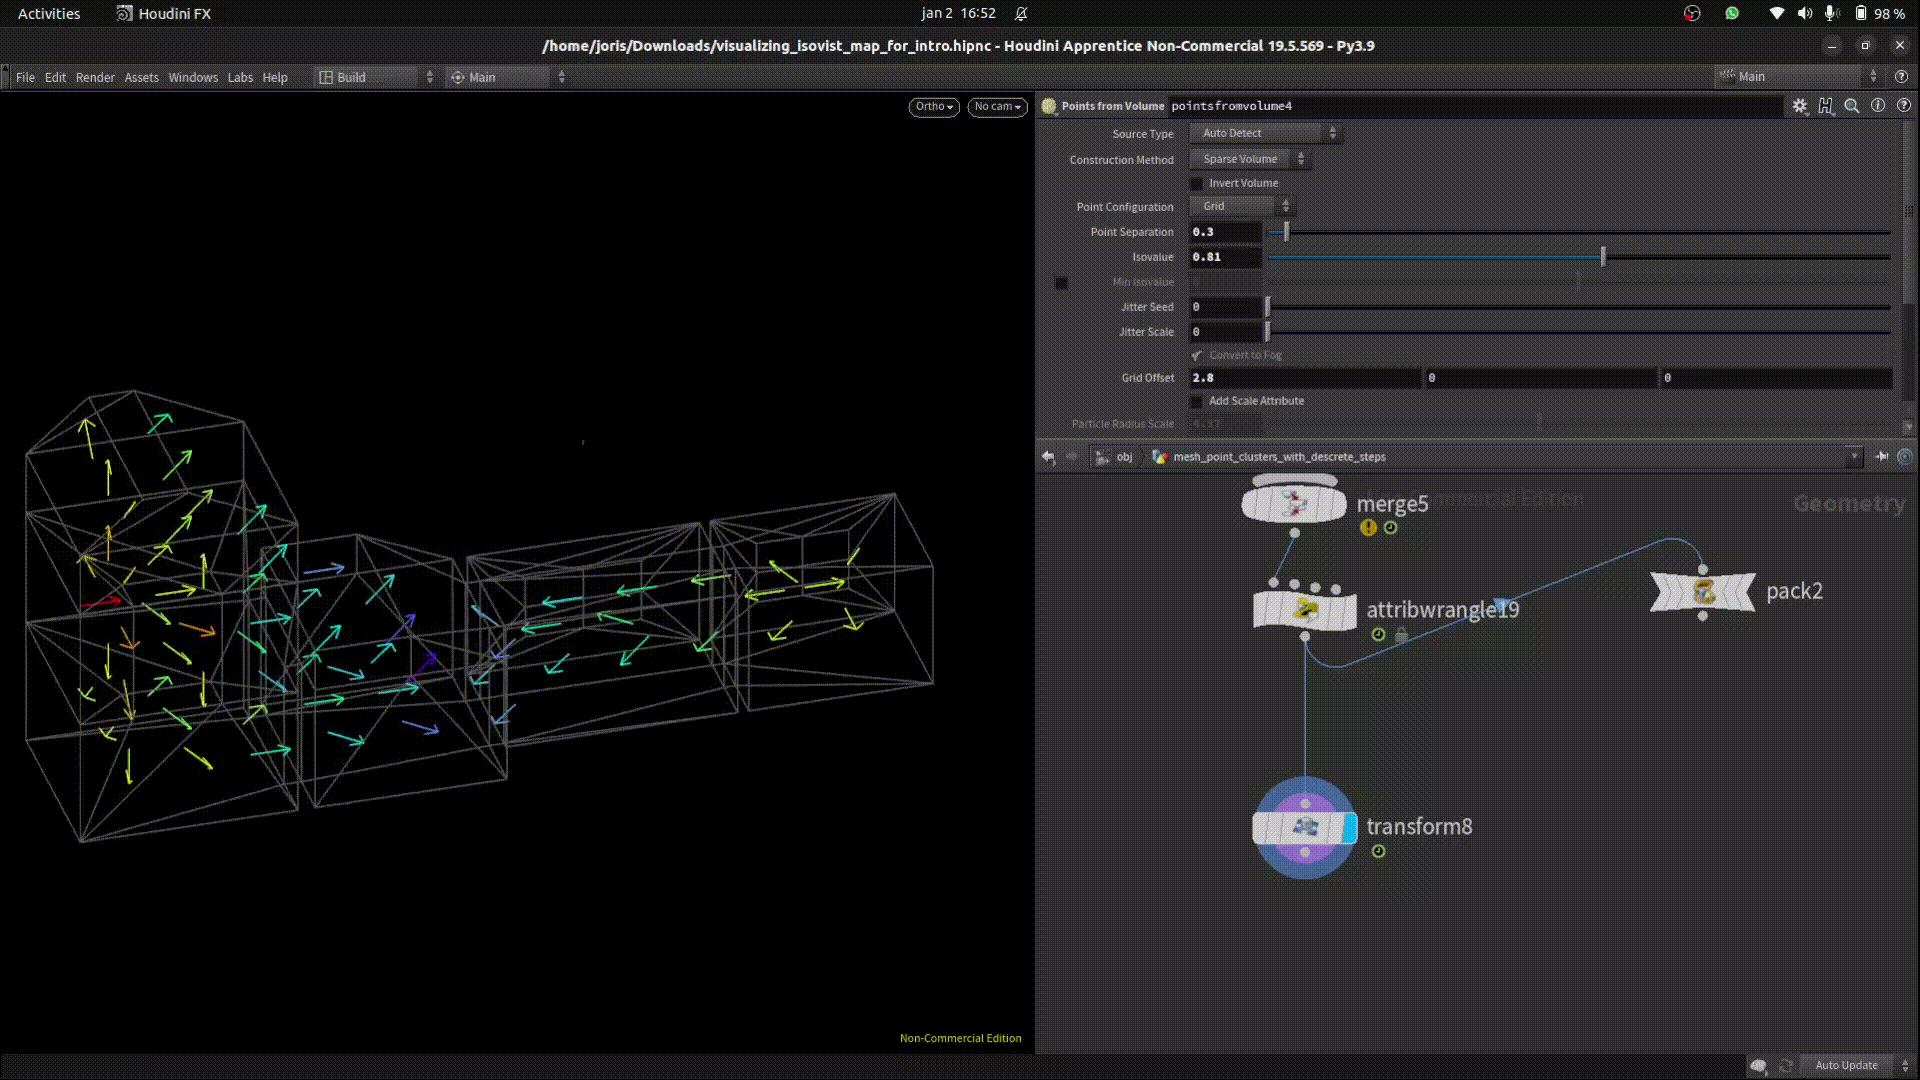 Activities Houdini FX jan 2 16:52 98 %
/home/joris/Downloads/visualizing_isovist_map_for_intro.hipnc - Houdini Apprentice Non-Commercial 19.5.569 - Py3.9
File Edit Render Assets Windows Labs Help Build Main Main
Ortho No cam
Points from Volume pointsfromvolume4
Source Type Auto Detect
Construction Method Sparse Volume
Invert Volume
Point Configuration Grid
Point Separation 0.3
Isovalue 0.81
Min Isovalue
Jitter Seed 0
Jitter Scale 0
Convert to Fog
Grid Offset 2.8 0 0
Add Scale Attribute
Particle Radius Scale
obj mesh_point_clusters_with_descrete_steps
merge5
Edition
Geometry
attribwrangle19
pack2
transform8
Non-Commercial Edition
Auto Update